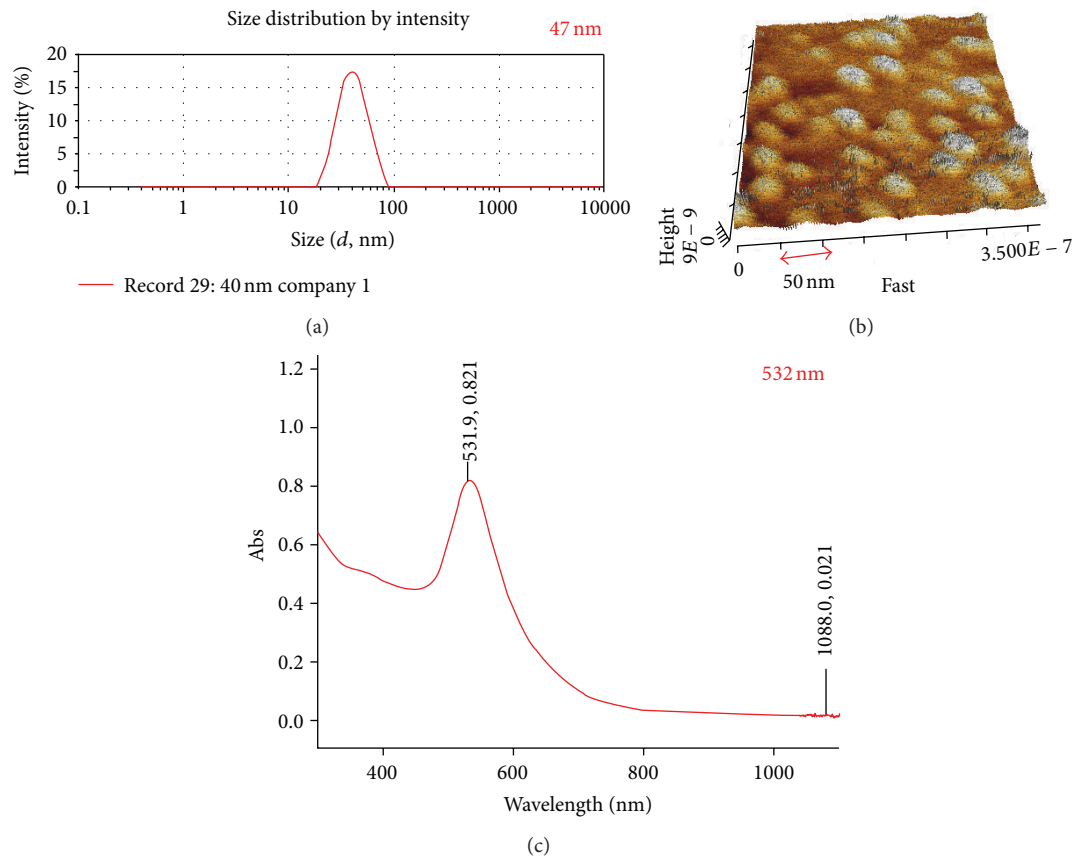 Size distribution by intensity
47 nm
20
15
10
5
0
Intensity (%)
0.1 1 10 100 1000 10000
Size (d, nm)
Record 29: 40 nm company 1
(a)
Height
9E − 9
0
0
50 nm
3.500E − 7
Fast
(b)
532 nm
1.2
1.0
0.8
0.6
0.4
0.2
0.0
Abs
531.9, 0.821
1088.0, 0.021
400 600 800 1000
Wavelength (nm)
(c)